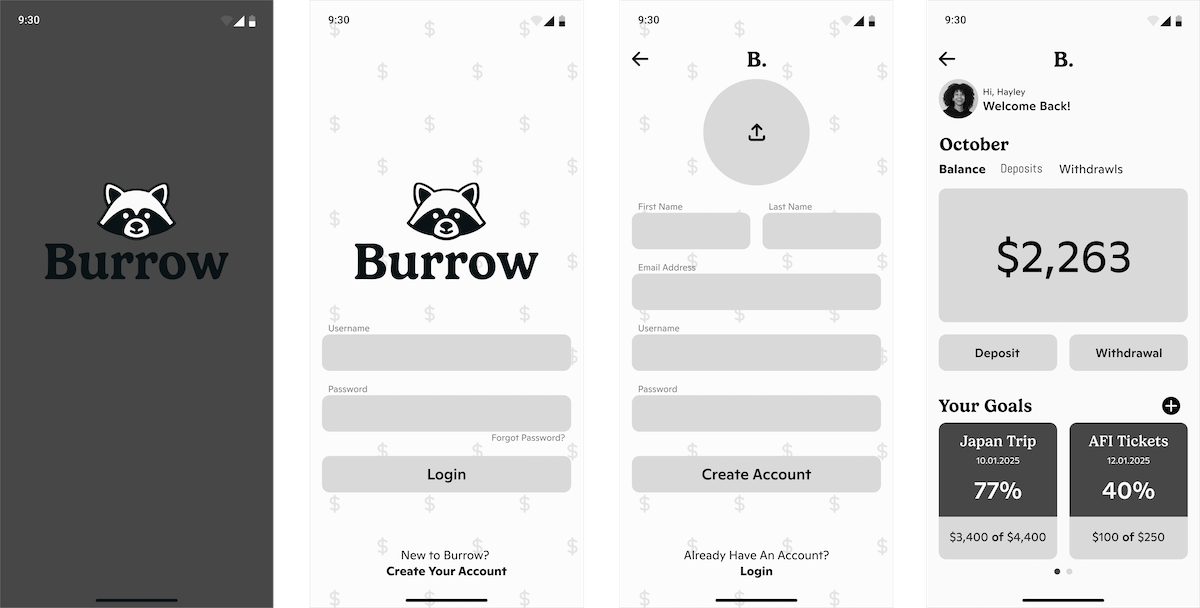 9:30
Burrow
9:30
Burrow
Username
Password
Forgot Password?
Login
New to Burrow?
Create Your Account
9:30
B.
First Name
Last Name
Email Address
Username
Password
Create Account
Already Have An Account?
Login
9:30
B.
Hi, Hayley
Welcome Back!
October
Balance Deposits Withdrawls
$2,263
Deposit Withdrawal
Your Goals
Japan Trip
10.01.2025
77%
$3,400 of $4,400
AFI Tickets
12.01.2025
40%
$100 of $250